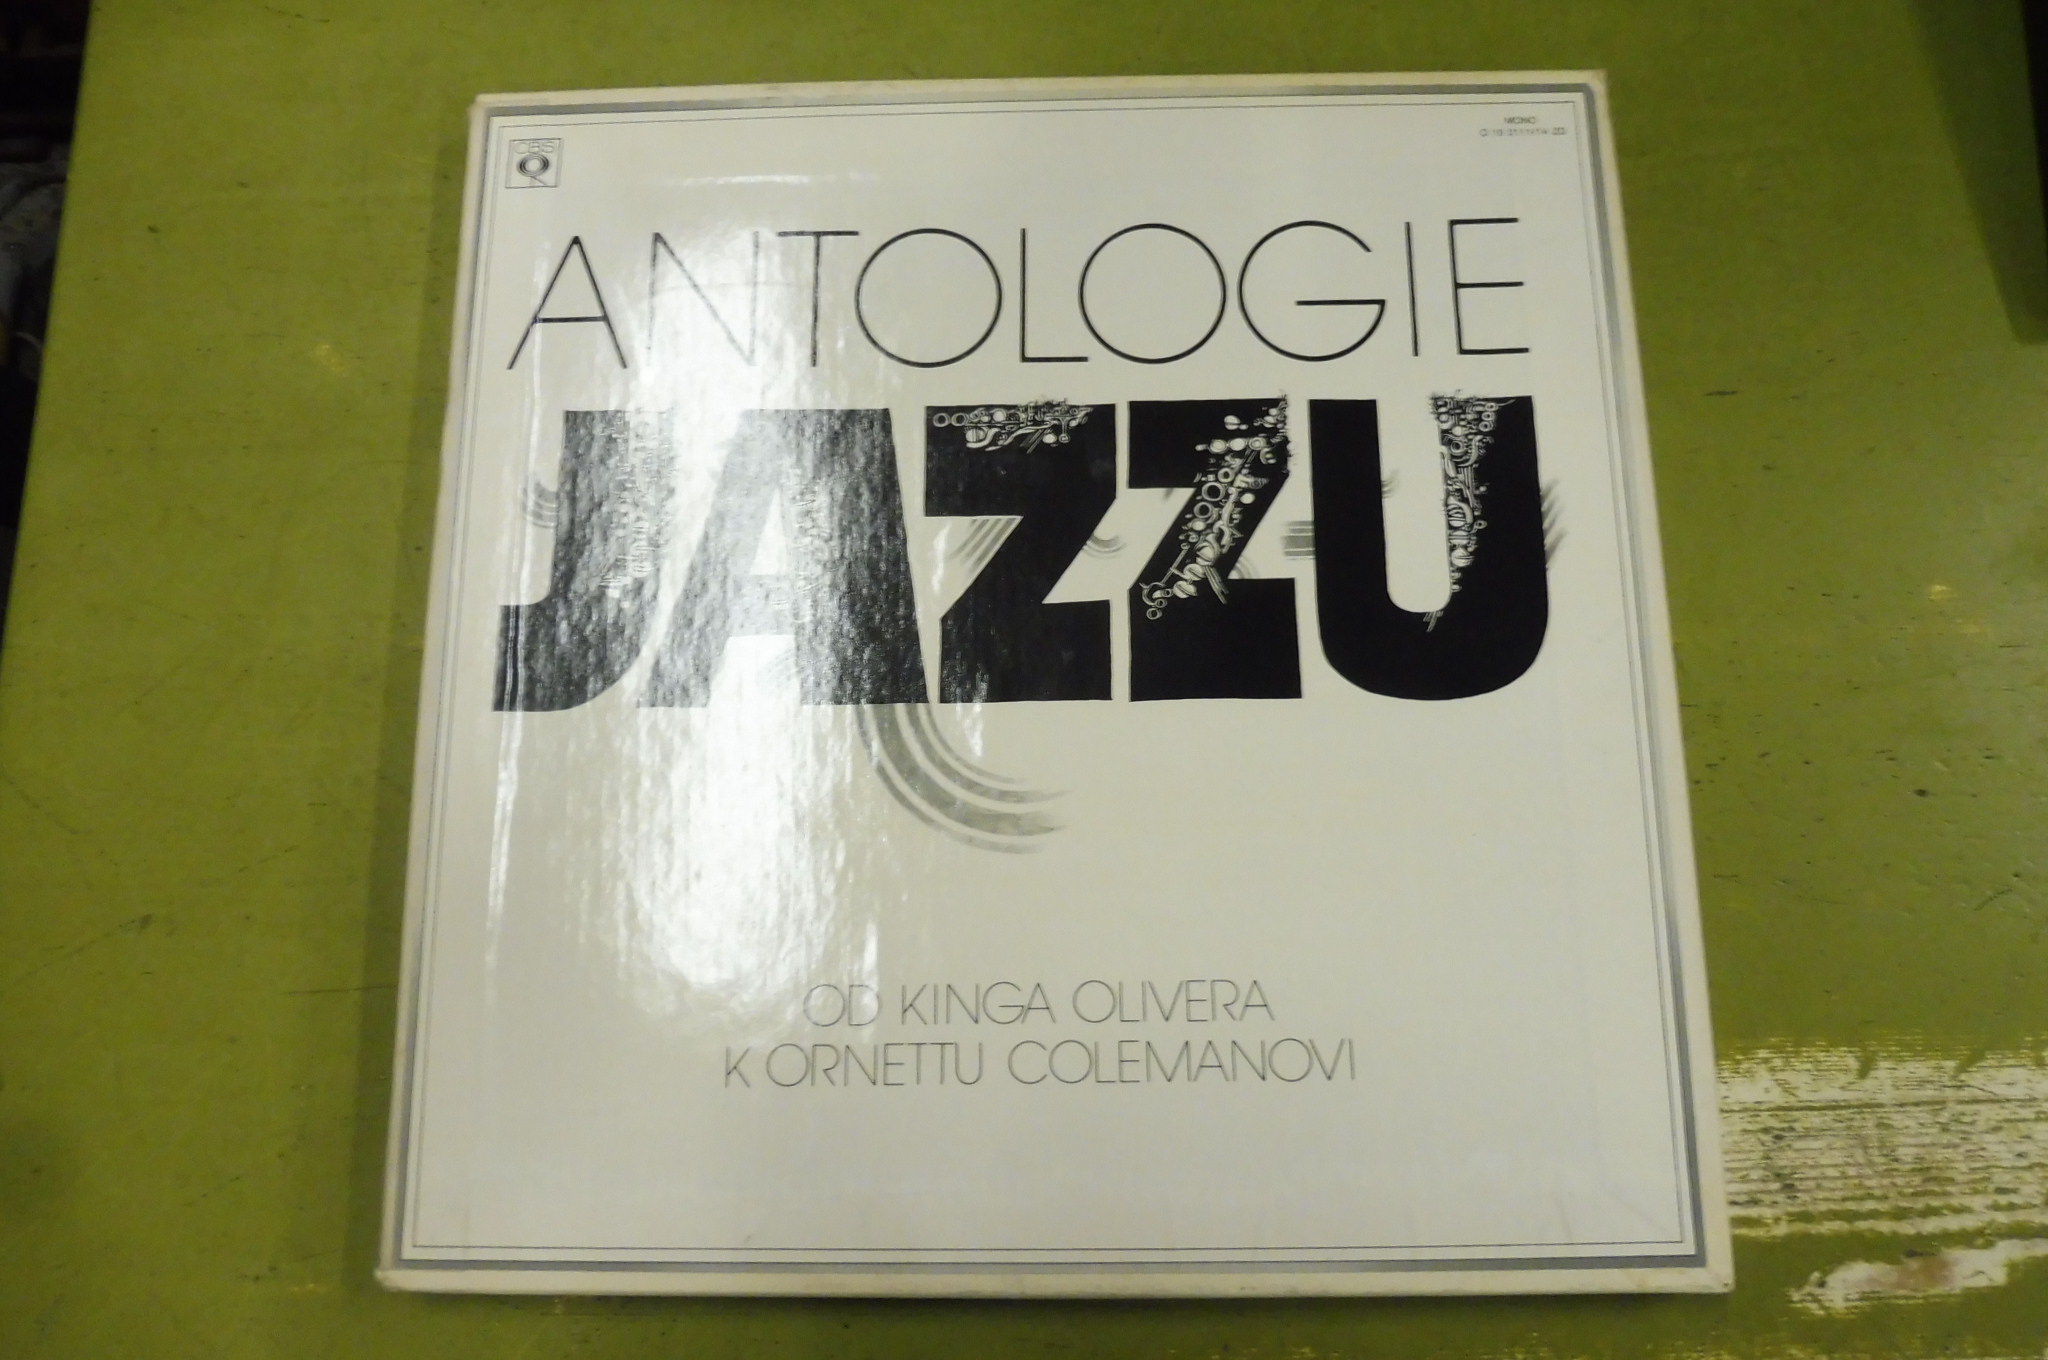 CBS
MONO
ANTOLOGIE
JAZZU
OD KINGA OLIVERA
K ORNETTU COLEMANOVI